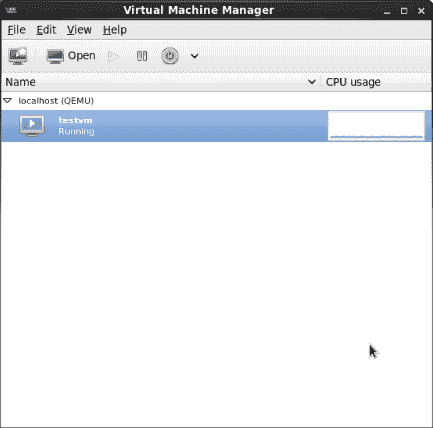 Virtual Machine Manager
File Edit View Help
Open
Name CPU usage
localhost (QEMU)
testvm
Running